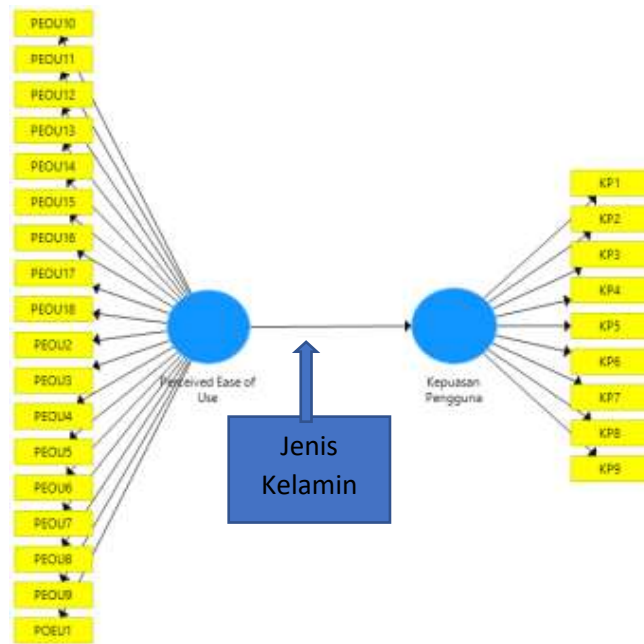 PEOU10
PEOU11
PEOU12
PEOU13
PEOU14
PEOU15
PEOU16
PEOU17
PEOU18
PEOU2
PEOU3
PEOU4
PEOU5
PEOU6
PEOU7
PEOU8
PEOU9
POEU1
Perceived Ease of
Use
Jenis
Kelamin
Kepuasan
Pengguna
KP1
KP2
KP3
KP4
KP5
KP6
KP7
KP8
KP9